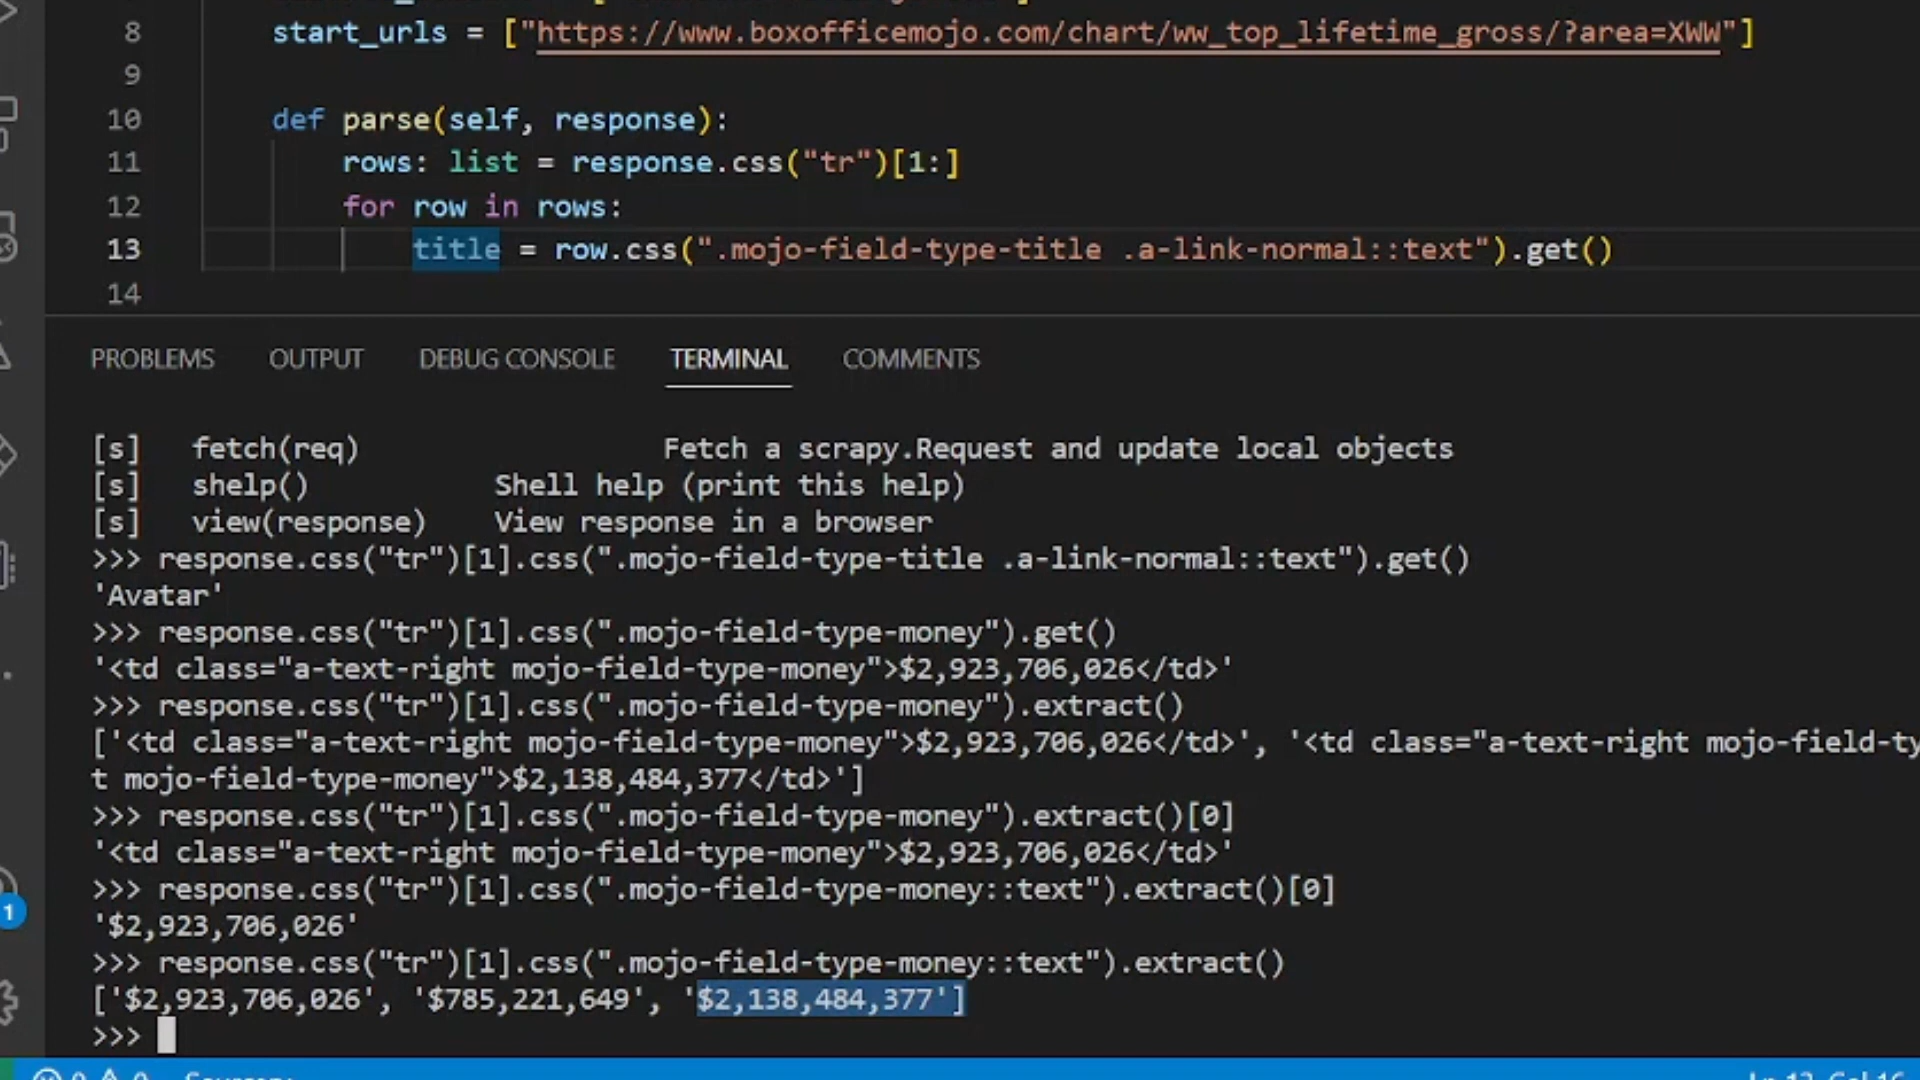 8 start_urls = ["https://www.boxofficemojo.com/chart/ww_top_lifetime_gross/?area=XWW"]
9
10 def parse(self, response):
11 rows: list = response.css("tr")[1:]
12 for row in rows:
13 title = row.css(".mojo-field-type-title .a-link-normal::text").get()
14
PROBLEMS OUTPUT DEBUG CONSOLE TERMINAL COMMENTS
[s] fetch(req) Fetch a scrapy.Request and update local objects
[s] shelp() Shell help (print this help)
[s] view(response) View response in a browser
>>> response.css("tr")[1].css(".mojo-field-type-title .a-link-normal::text").get()
'Avatar'
>>> response.css("tr")[1].css(".mojo-field-type-money").get()
'<td class="a-text-right mojo-field-type-money">$2,923,706,026</td>'
>>> response.css("tr")[1].css(".mojo-field-type-money").extract()
['<td class="a-text-right mojo-field-type-money">$2,923,706,026</td>', '<td class="a-text-right mojo-field-ty
t mojo-field-type-money">$2,138,484,377</td>']
>>> response.css("tr")[1].css(".mojo-field-type-money").extract()[0]
'<td class="a-text-right mojo-field-type-money">$2,923,706,026</td>'
>>> response.css("tr")[1].css(".mojo-field-type-money::text").extract()[0]
'$2,923,706,026'
>>> response.css("tr")[1].css(".mojo-field-type-money::text").extract()
['$2,923,706,026', '$785,221,649', '$2,138,484,377']
>>>
1